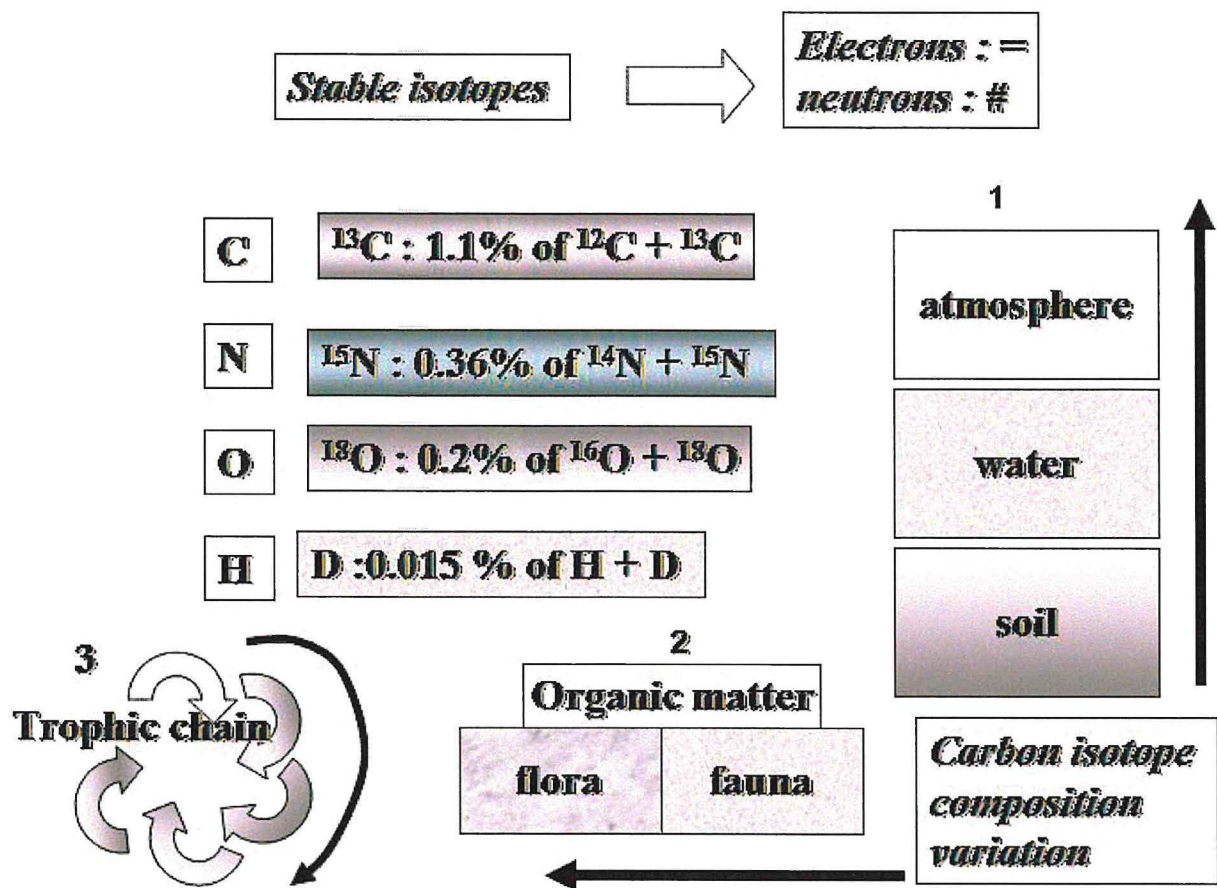 Stable isotopes
Electrons : =
neutrons : #
C
¹³C : 1.1% of ¹²C + ¹³C
N
¹⁵N : 0.36% of ¹⁴N + ¹⁵N
O
¹⁸O : 0.2% of ¹⁶O + ¹⁸O
H
D :0.015 % of H + D
1
atmosphere
water
soil
2
Organic matter
flora
fauna
3
Trophic chain
Carbon isotope
composition
variation